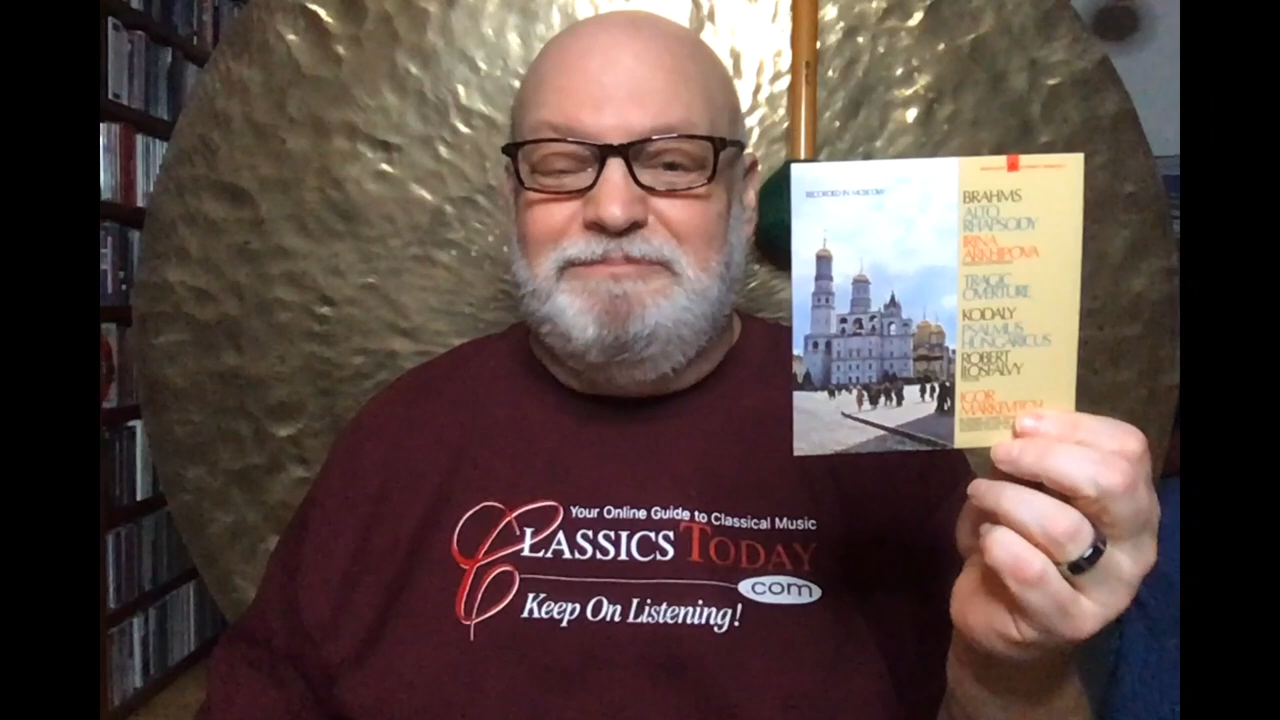 RECORDED IN MOSCOW
BRAHMS
ALTO
RHAPSODY
IRINA
ARKHIPOVA
TRAGIC
OVERTURE
KODALY
PSALMUS
HUNGARICUS
ROBERT
ILOSFALVY
IGOR
MARKEVITCH
Your Online Guide to Classical Music
CLASSICS TODAY
.com
Keep On Listening!